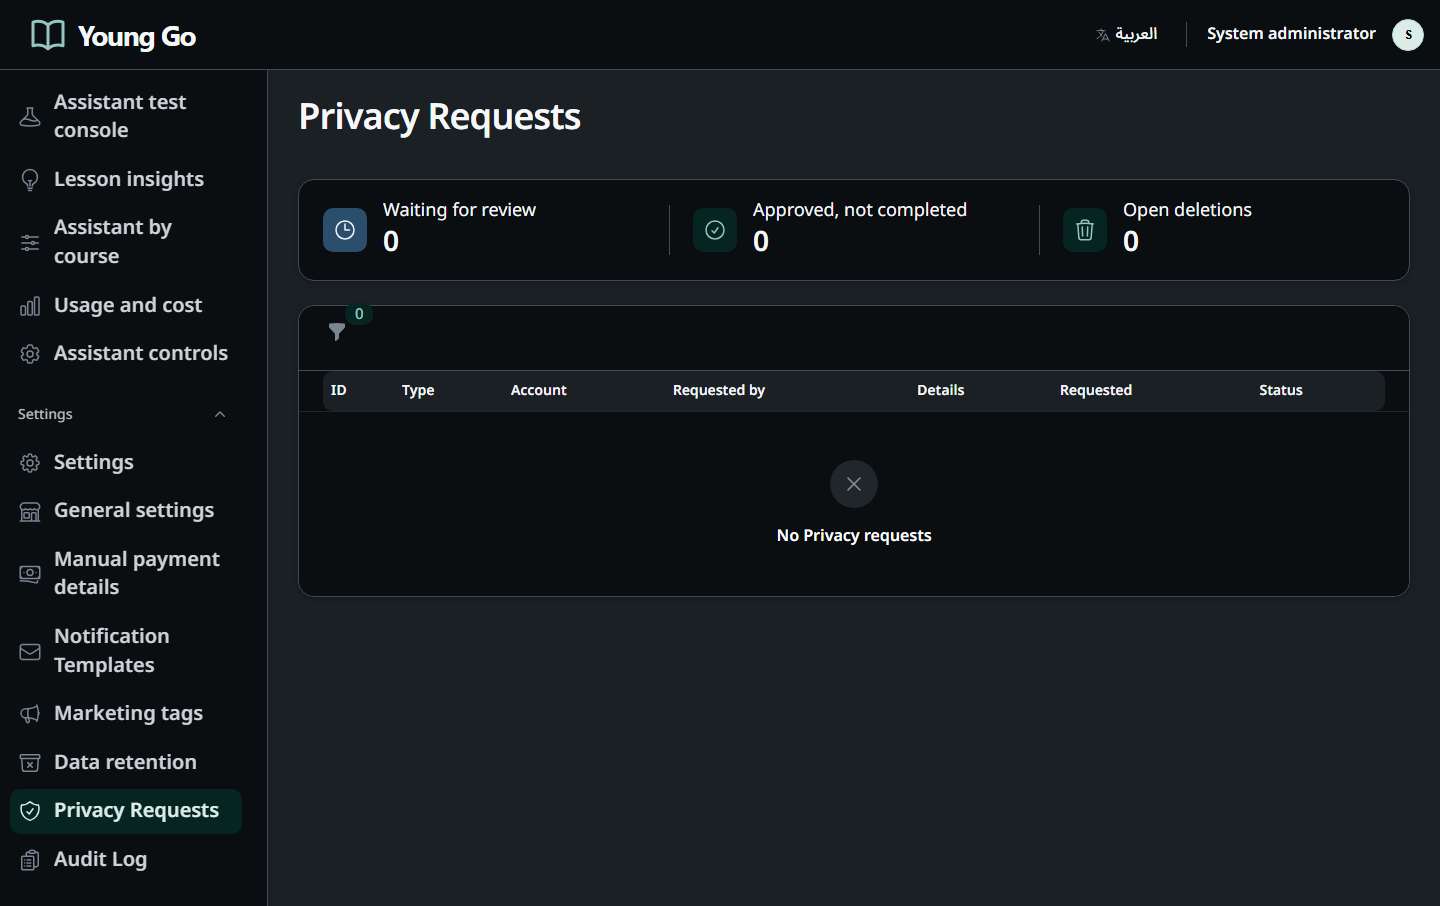 Young Go
العربية
System administrator
S
Assistant test
console
Lesson insights
Assistant by
course
Usage and cost
Assistant controls
Settings
Settings
General settings
Manual payment
details
Notification
Templates
Marketing tags
Data retention
Privacy Requests
Audit Log
Privacy Requests
Waiting for review
0
Approved, not completed
0
Open deletions
0
0
ID Type Account Requested by Details Requested Status
No Privacy requests